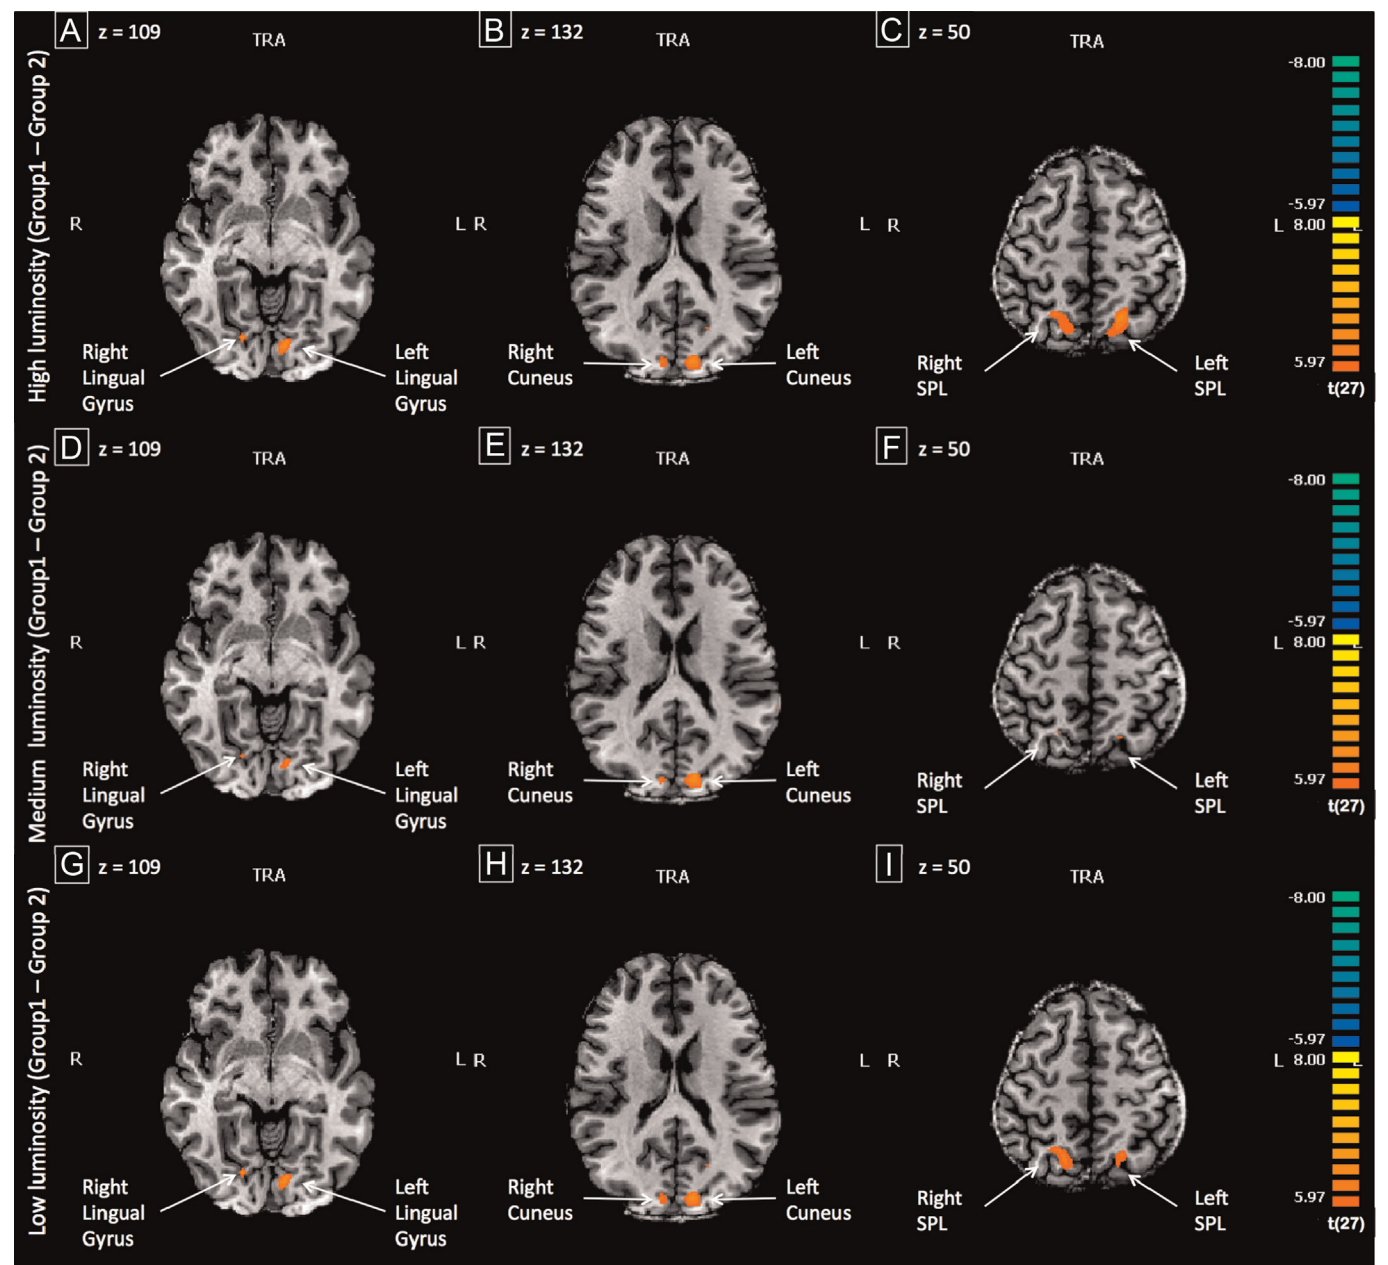 High luminosity (Group1 – Group 2)
A z = 109
TRA
B z = 132
TRA
C z = 50
TRA
-8.00
-5.97
R
L R
L R
L 8.00 L
5.97
t(27)
Right
Lingual
Gyrus
Left
Lingual
Gyrus
Right
Cuneus
Left
Cuneus
Right
SPL
Left
SPL
Medium luminosity (Group1 – Group 2)
D z = 109
TRA
E z = 132
TRA
F z = 50
TRA
-8.00
-5.97
R
L R
L R
L 8.00 L
5.97
t(27)
Right
Lingual
Gyrus
Left
Lingual
Gyrus
Right
Cuneus
Left
Cuneus
Right
SPL
Left
SPL
Low luminosity (Group1 – Group 2)
G z = 109
TRA
H z = 132
TRA
I z = 50
TRA
-8.00
-5.97
R
L R
L R
L 8.00 L
5.97
t(27)
Right
Lingual
Gyrus
Left
Lingual
Gyrus
Right
Cuneus
Left
Cuneus
Right
SPL
Left
SPL